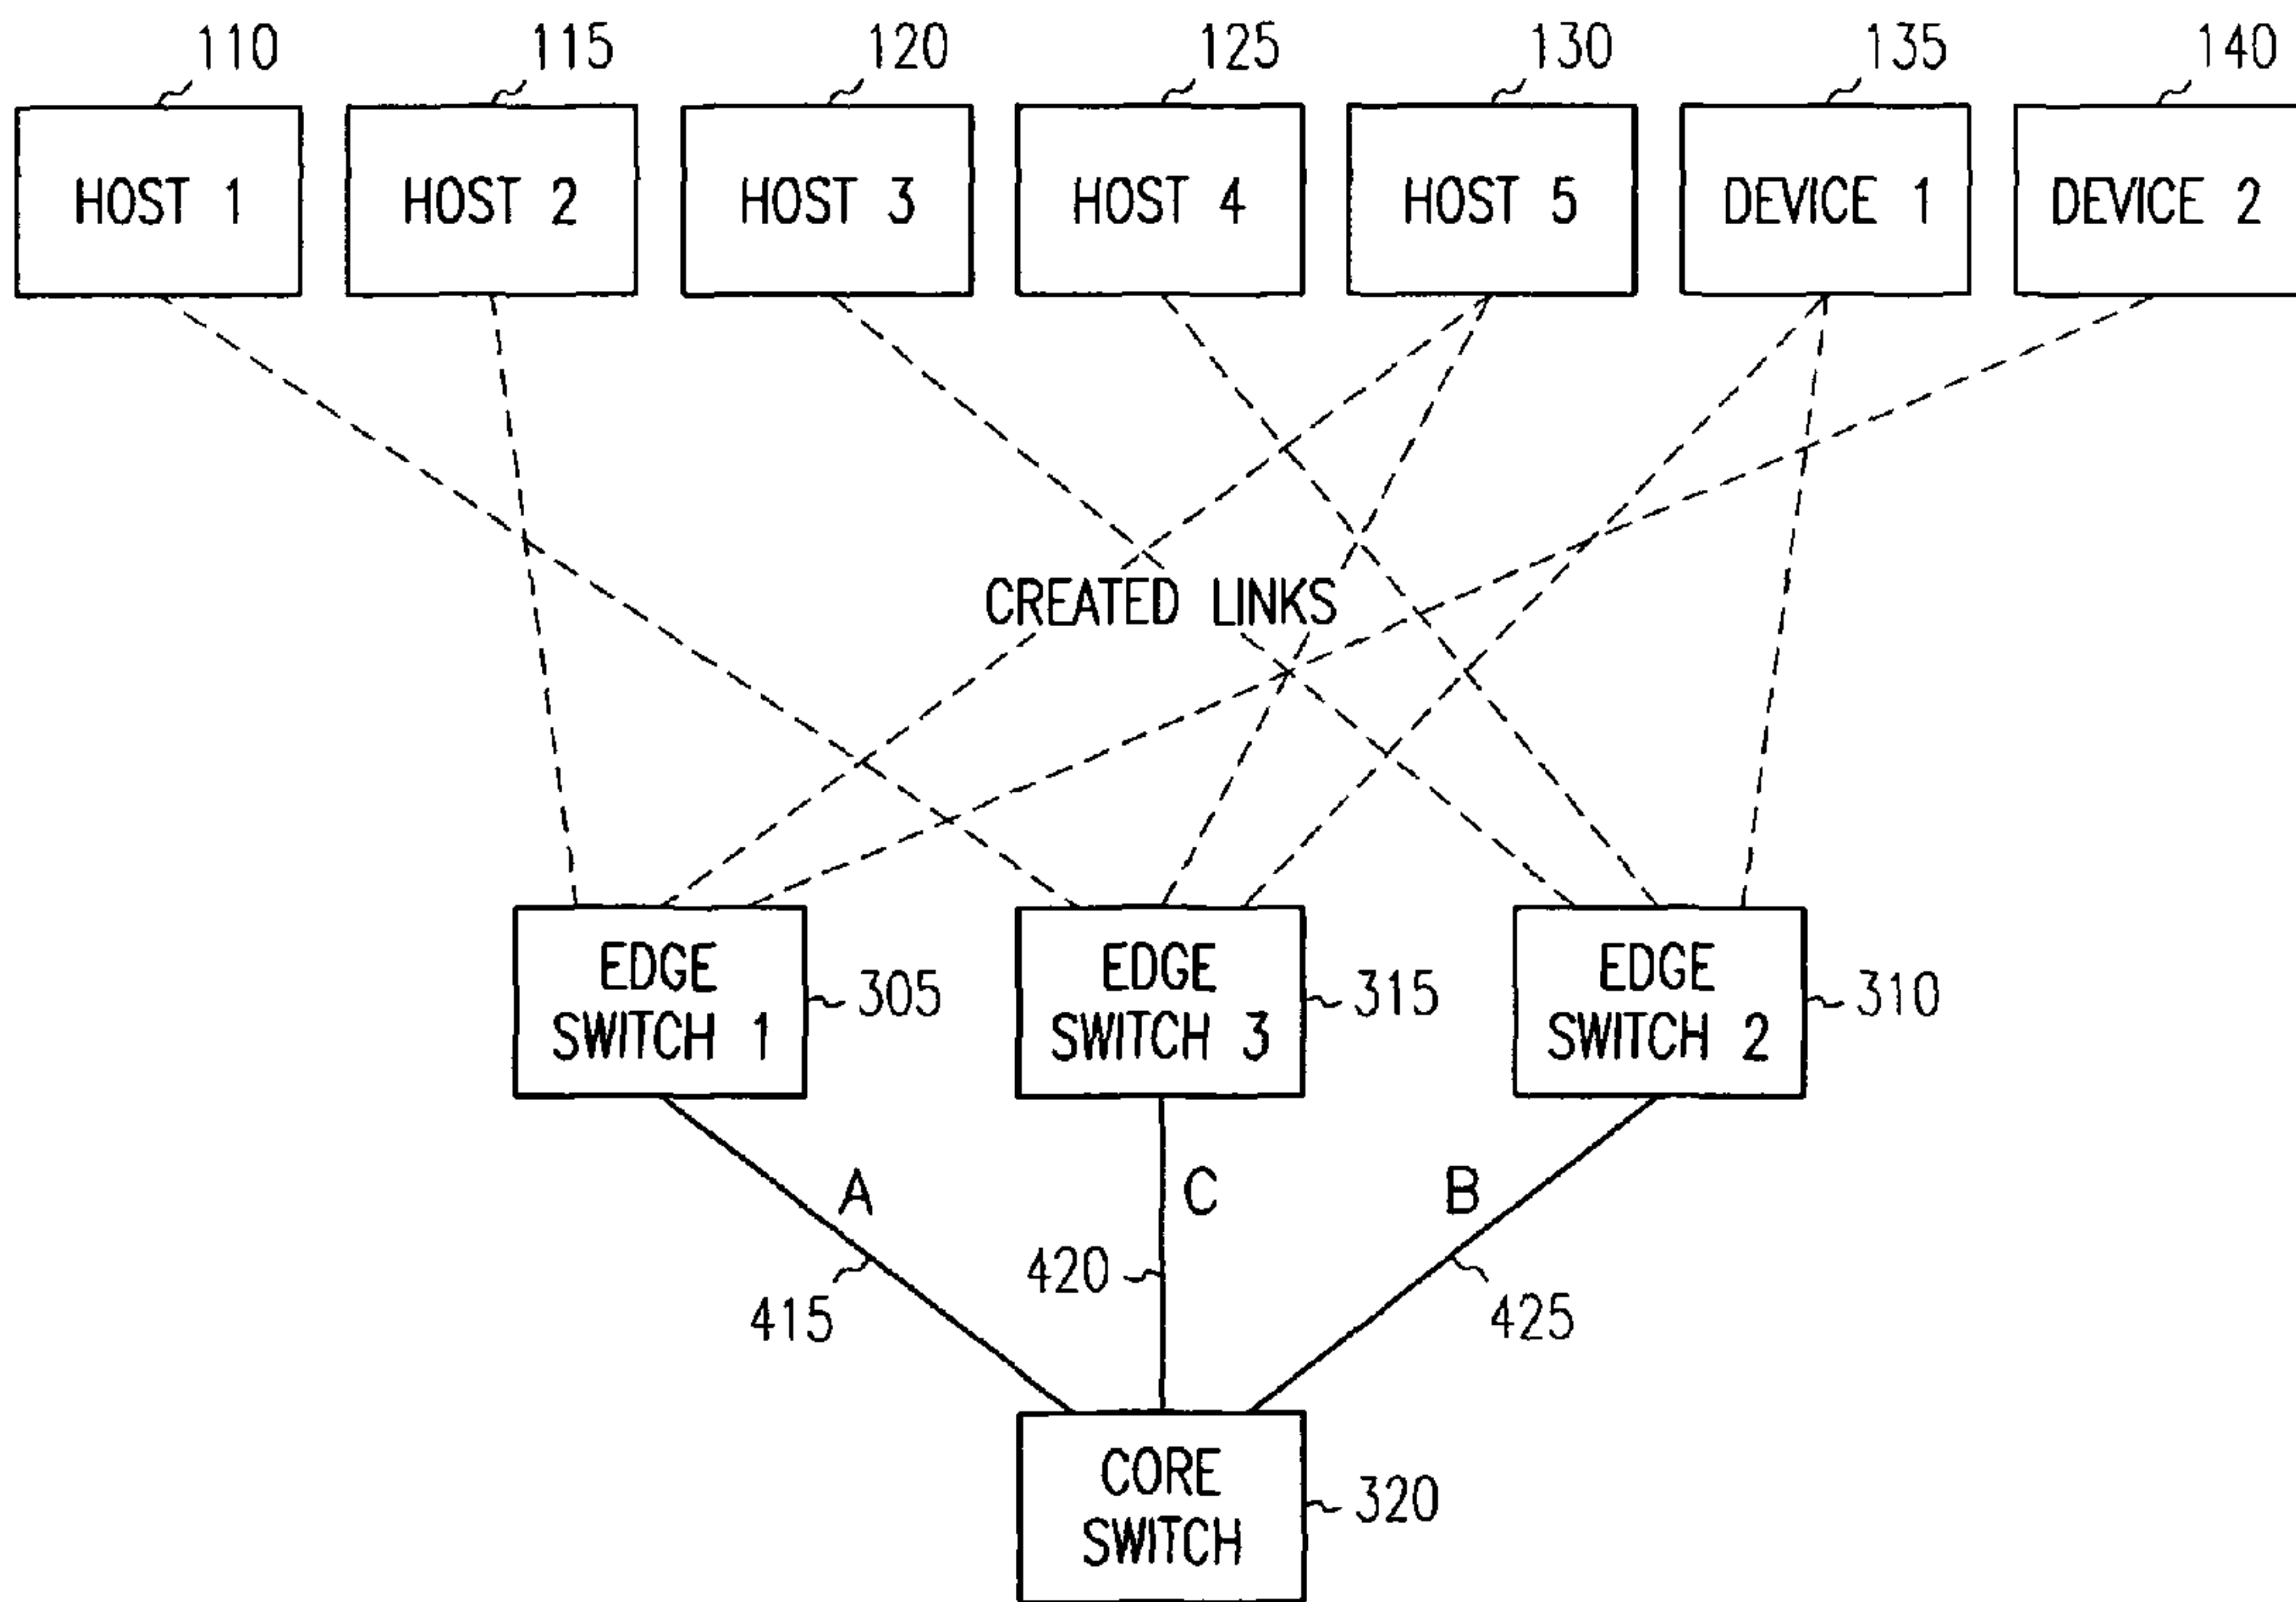 110 115 120 125 130 135 140
HOST 1 HOST 2 HOST 3 HOST 4 HOST 5 DEVICE 1 DEVICE 2
CREATED LINKS
EDGE
SWITCH 1
305
EDGE
SWITCH 3
315
EDGE
SWITCH 2
310
A
C
B
415
420
425
CORE
SWITCH
320